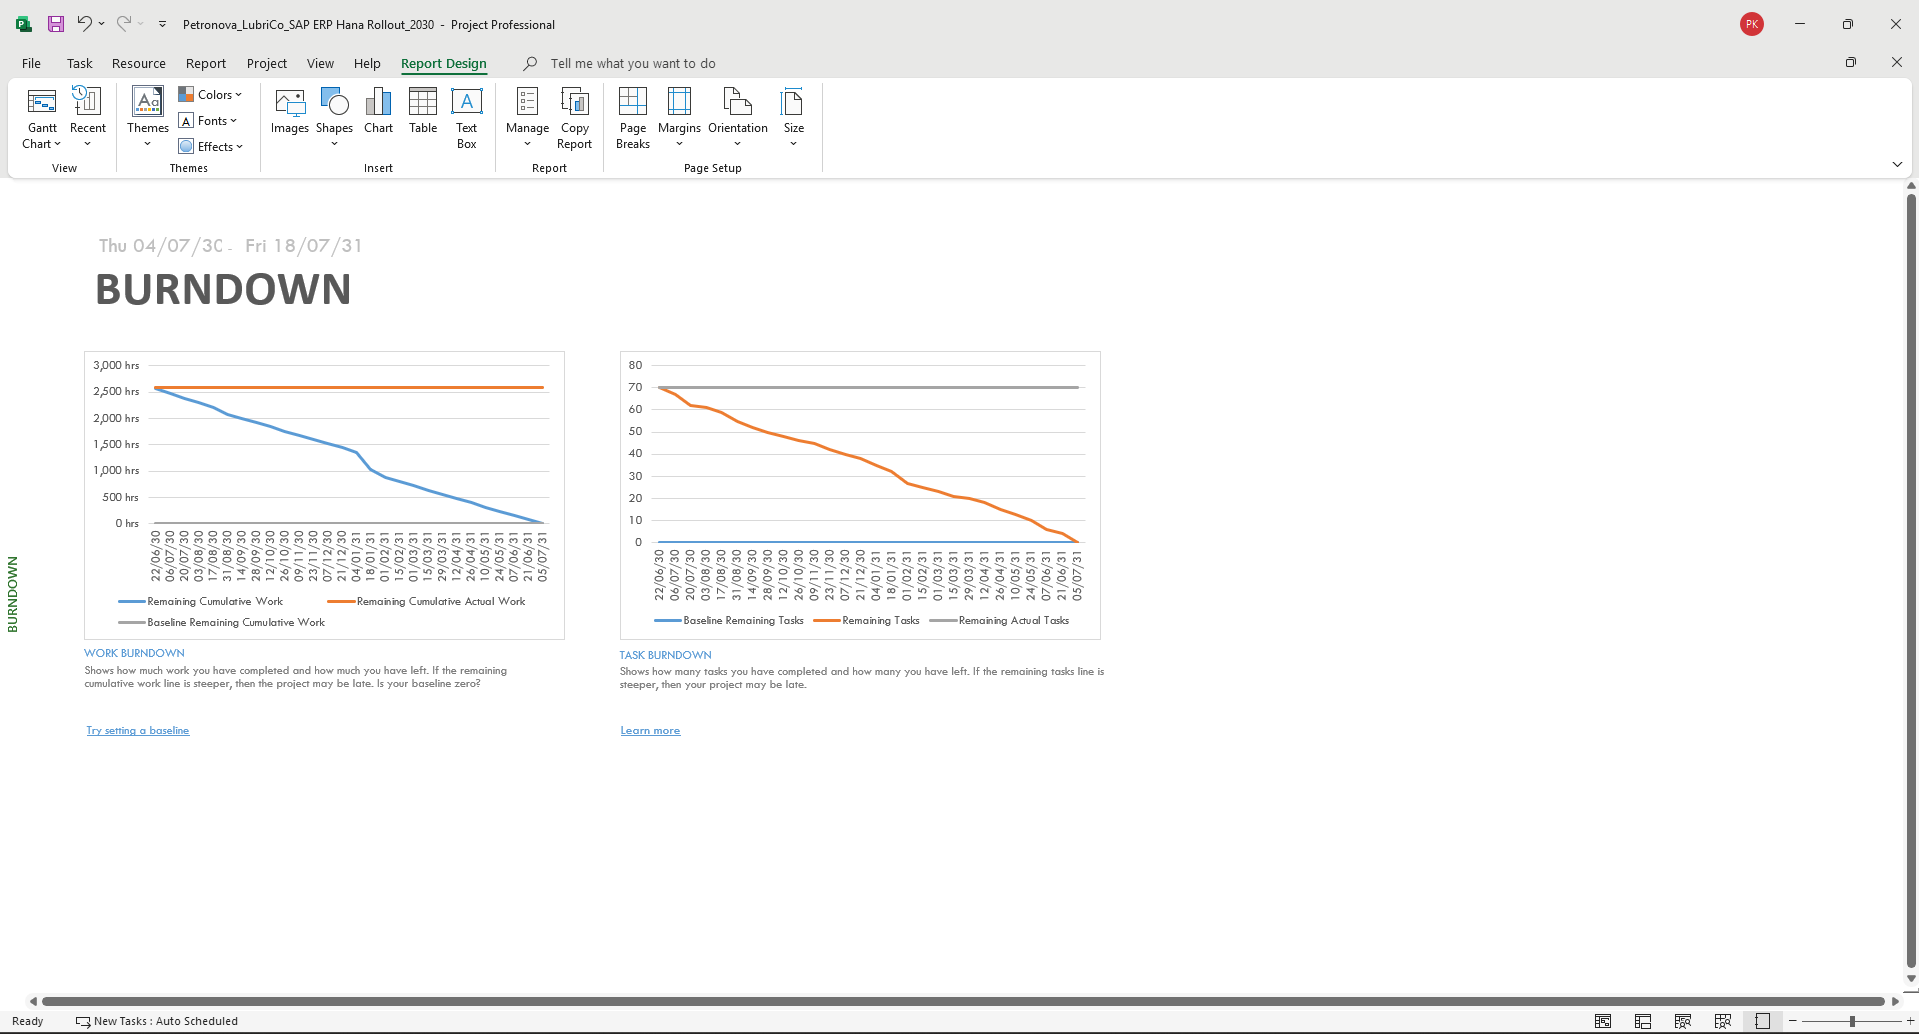 Petronova_LubriCo_SAP ERP Hana Rollout_2030 - Project Professional
PK
File Task Resource Report Project View Help Report Design Tell me what you want to do
Gantt Chart Recent
View
Themes Colors Fonts Effects
Themes
Images Shapes Chart Table Text Box
Insert
Manage Copy Report
Report
Page Breaks Margins Orientation Size
Page Setup
Thu 04/07/30 - Fri 18/07/31
BURNDOWN
BURNDOWN
3,000 hrs
2,500 hrs
2,000 hrs
1,500 hrs
1,000 hrs
500 hrs
0 hrs
22/06/30 06/07/30 20/07/30 03/08/30 17/08/30 31/08/30 14/09/30 28/09/30 12/10/30 26/10/30 09/11/30 23/11/30 07/12/30 21/12/30 04/01/31 18/01/31 01/02/31 15/02/31 01/03/31 15/03/31 29/03/31 12/04/31 26/04/31 10/05/31 24/05/31 07/06/31 21/06/31 05/07/31
Remaining Cumulative Work Remaining Cumulative Actual Work
Baseline Remaining Cumulative Work
WORK BURNDOWN
Shows how much work you have completed and how much you have left. If the remaining
cumulative work line is steeper, then the project may be late. Is your baseline zero?
Try setting a baseline
80
70
60
50
40
30
20
10
0
22/06/30 06/07/30 20/07/30 03/08/30 17/08/30 31/08/30 14/09/30 28/09/30 12/10/30 26/10/30 09/11/30 23/11/30 07/12/30 21/12/30 04/01/31 18/01/31 01/02/31 15/02/31 01/03/31 15/03/31 29/03/31 12/04/31 26/04/31 10/05/31 24/05/31 07/06/31 21/06/31 05/07/31
Baseline Remaining Tasks Remaining Tasks Remaining Actual Tasks
TASK BURNDOWN
Shows how many tasks you have completed and how many you have left. If the remaining tasks line is
steeper, then your project may be late.
Learn more
Ready New Tasks : Auto Scheduled